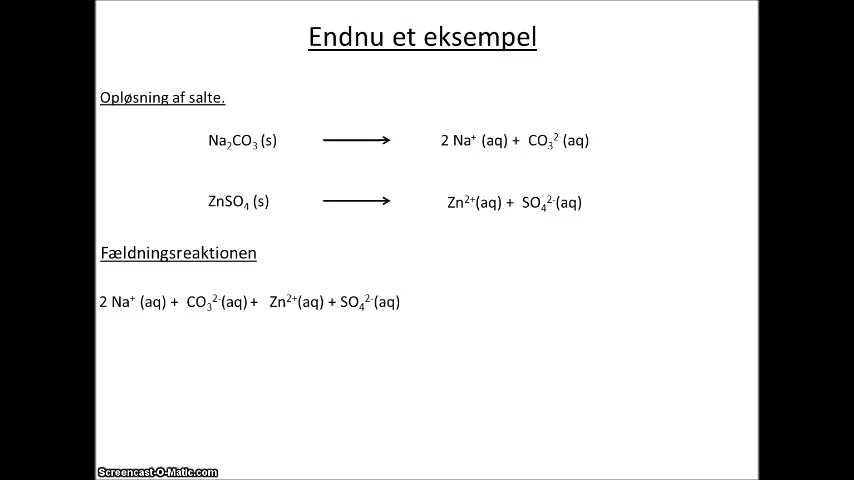 Endnu et eksempel
Opløsning af salte.
Na₂CO₃ (s) ⟶ 2 Na⁺ (aq) + CO₃²⁻ (aq)
ZnSO₄ (s) ⟶ Zn²⁺(aq) + SO₄²⁻(aq)
Fældningsreaktionen
2 Na⁺ (aq) + CO₃²⁻(aq) + Zn²⁺(aq) + SO₄²⁻(aq)
Screencast-O-Matic.com